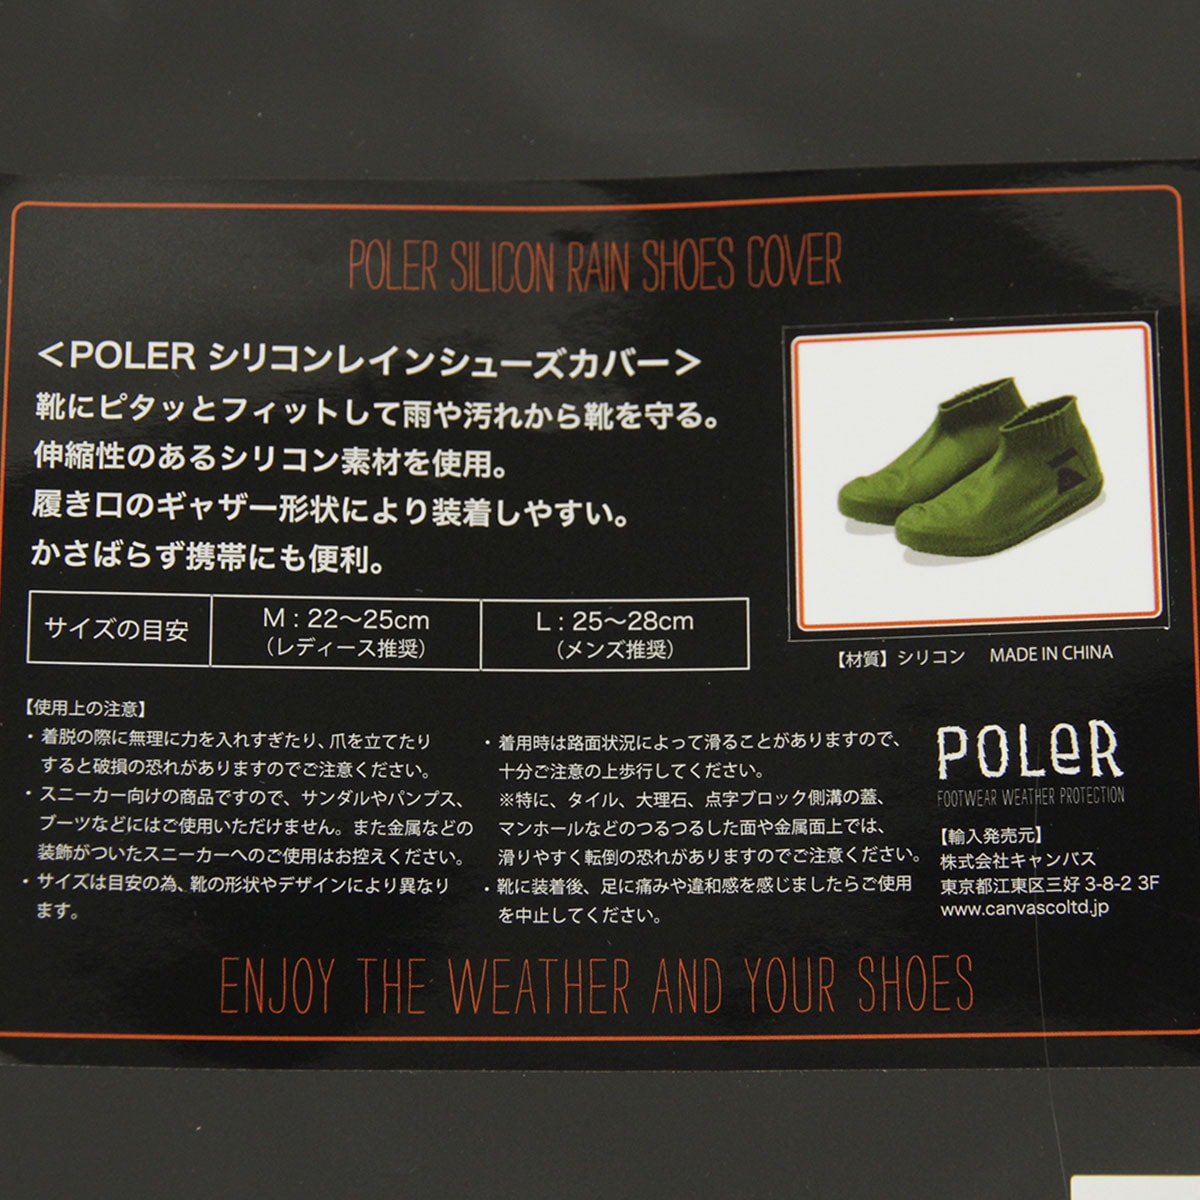 POLER SILICON RAIN SHOES COVER
＜POLER シリコンレインシューズカバー＞
靴にピタッとフィットして雨や汚れから靴を守る。
伸縮性のあるシリコン素材を使用。
履き口のギャザー形状により装着しやすい。
かさばらず携帯にも便利。
サイズの目安
M : 22～25cm
（レディース推奨）
L : 25～28cm
（メンズ推奨）
【材質】シリコン MADE IN CHINA
【使用上の注意】
・着脱の際に無理に力を入れすぎたり、爪を立てたり
すると破損の恐れがありますのでご注意ください。
・スニーカー向けの商品ですので、サンダルやパンプス、
ブーツなどにはご使用いただけません。また金属などの
装飾がついたスニーカーへのご使用はお控えください。
・サイズは目安の為、靴の形状やデザインにより異なり
ます。
・着用時は路面状況によって滑ることがありますので、
十分ご注意の上歩行してください。
※特に、タイル、大理石、点字ブロック側溝の蓋、
マンホールなどのつるつるした面や金属面上では、
滑りやすく転倒の恐れがありますのでご注意ください。
・靴に装着後、足に痛みや違和感を感じましたらご使用
を中止してください。
POLeR
FOOTWEAR WEATHER PROTECTION
【輸入発売元】
株式会社キャンバス
東京都江東区三好 3-8-2 3F
www.canvascoltd.jp
ENJOY THE WEATHER AND YOUR SHOES